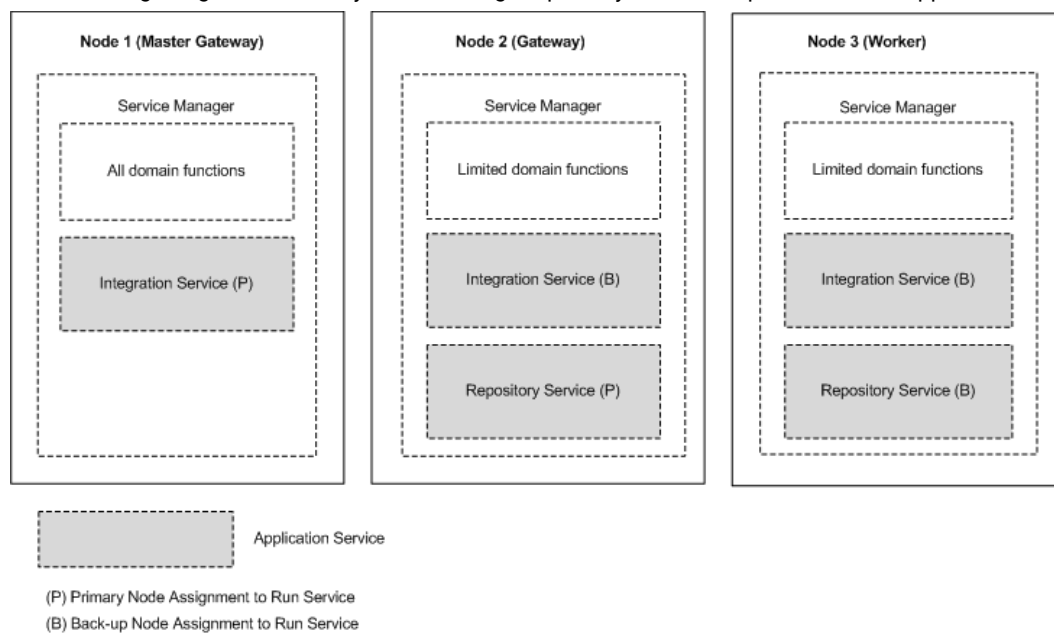 Node 1 (Master Gateway)
Service Manager
All domain functions
Integration Service (P)
Node 2 (Gateway)
Service Manager
Limited domain functions
Integration Service (B)
Repository Service (P)
Node 3 (Worker)
Service Manager
Limited domain functions
Integration Service (B)
Repository Service (B)
Application Service
(P) Primary Node Assignment to Run Service
(B) Back-up Node Assignment to Run Service